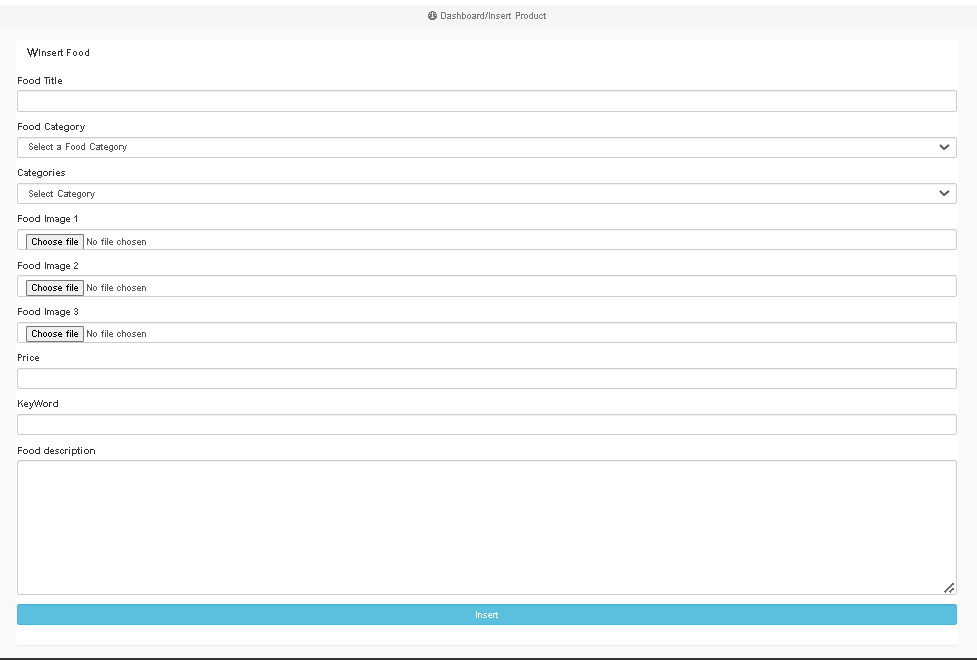 Dashboard/Insert Product
WInsert Food
Food Title
Food Category
Select a Food Category
Categories
Select Category
Food Image 1
Choose file No file chosen
Food Image 2
Choose file No file chosen
Food Image 3
Choose file No file chosen
Price
KeyWord
Food description
Insert